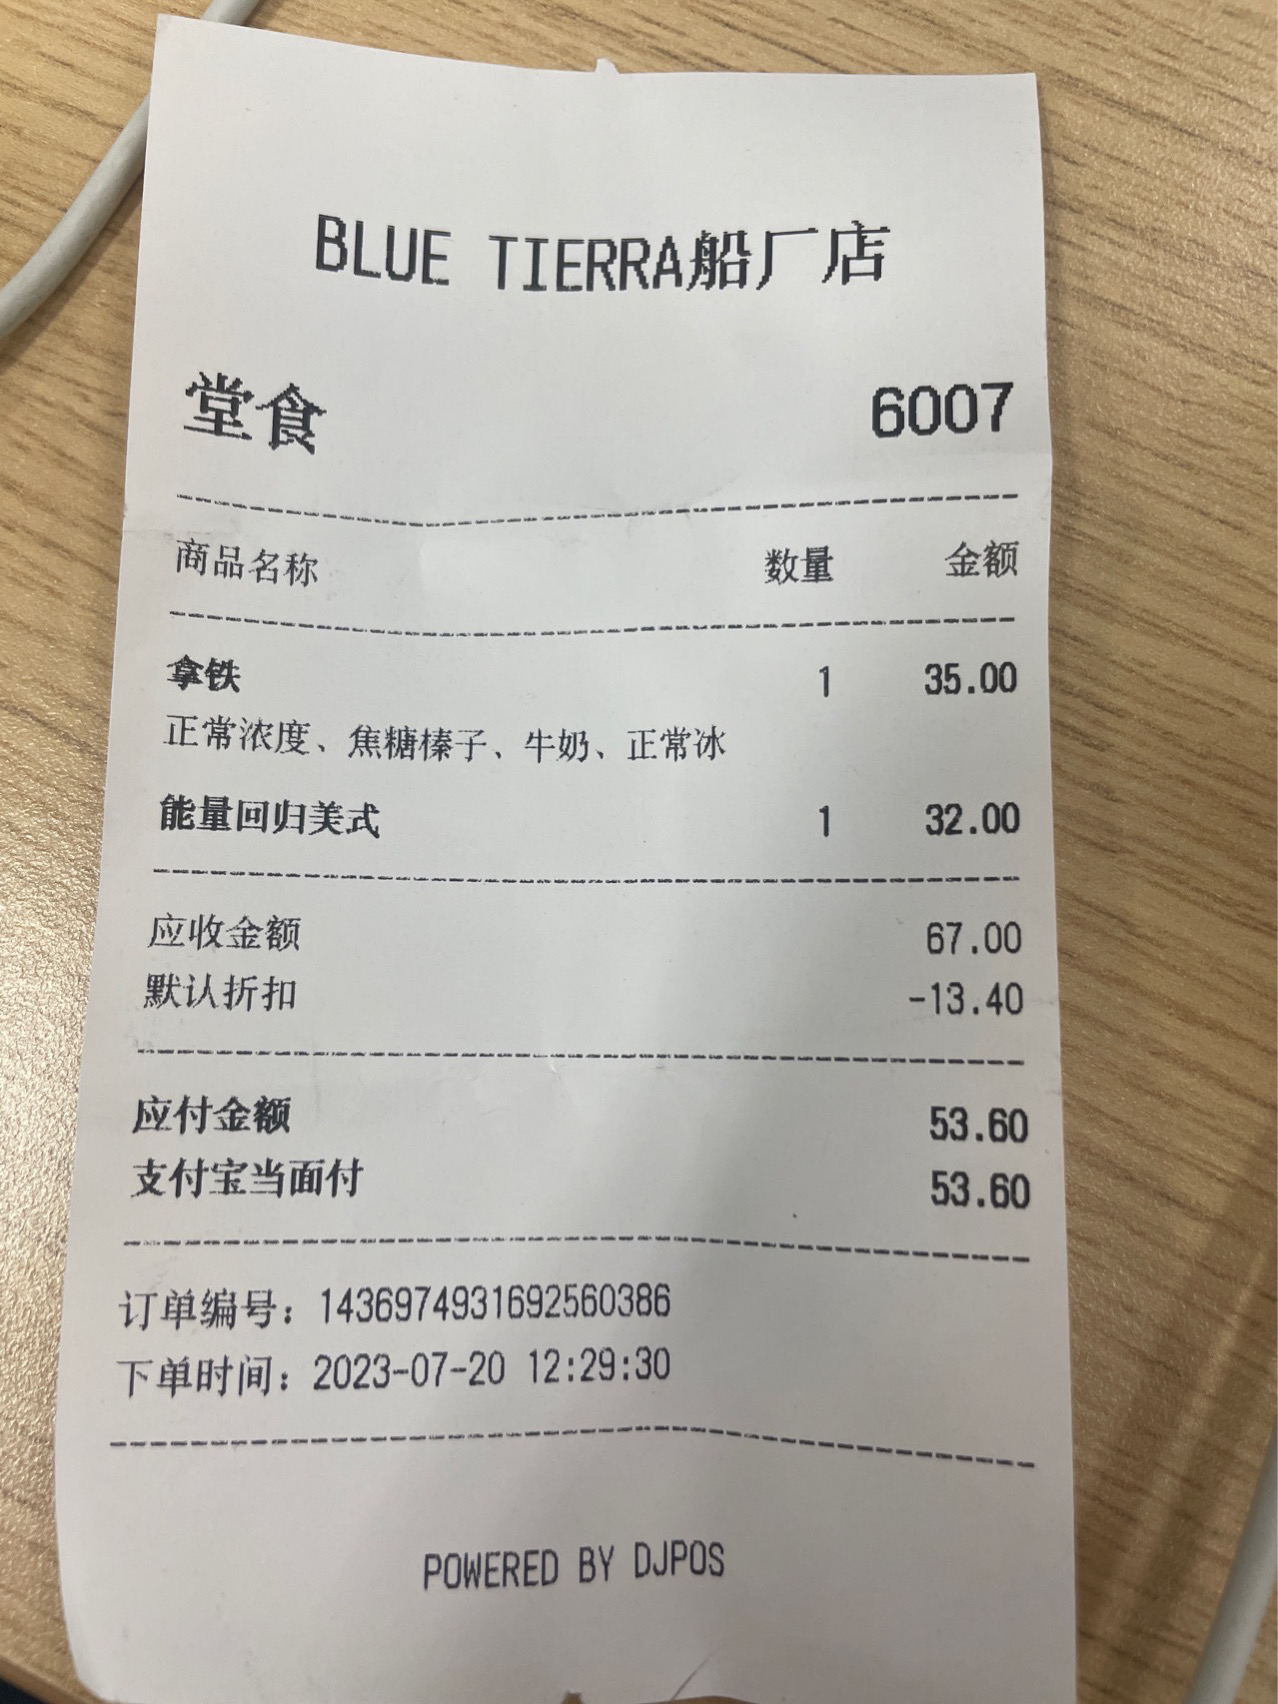 BLUE TIERRA船厂店
堂食 6007
商品名称 数量 金额
拿铁 1 35.00
正常浓度、焦糖榛子、牛奶、正常冰
能量回归美式 1 32.00
应收金额 67.00
默认折扣 -13.40
应付金额 53.60
支付宝当面付 53.60
订单编号：1436974931692560386
下单时间：2023-07-20 12:29:30
POWERED BY DJPOS